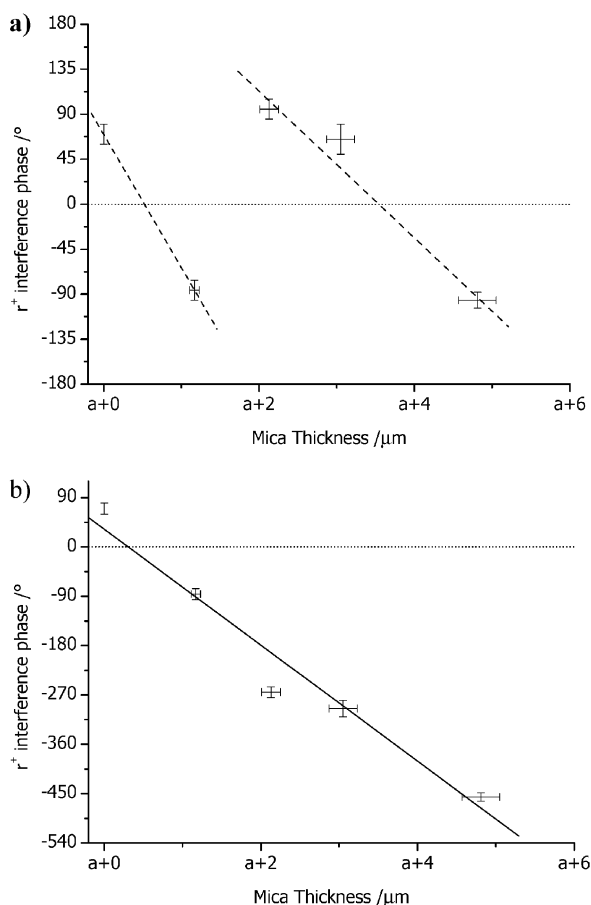 a)
180
135
90
45
0
-45
-90
-135
-180
r⁺ interference phase /°
a+0 a+2 a+4 a+6
Mica Thickness /μm
b)
90
0
-90
-180
-270
-360
-450
-540
r⁺ interference phase /°
a+0 a+2 a+4 a+6
Mica Thickness /μm